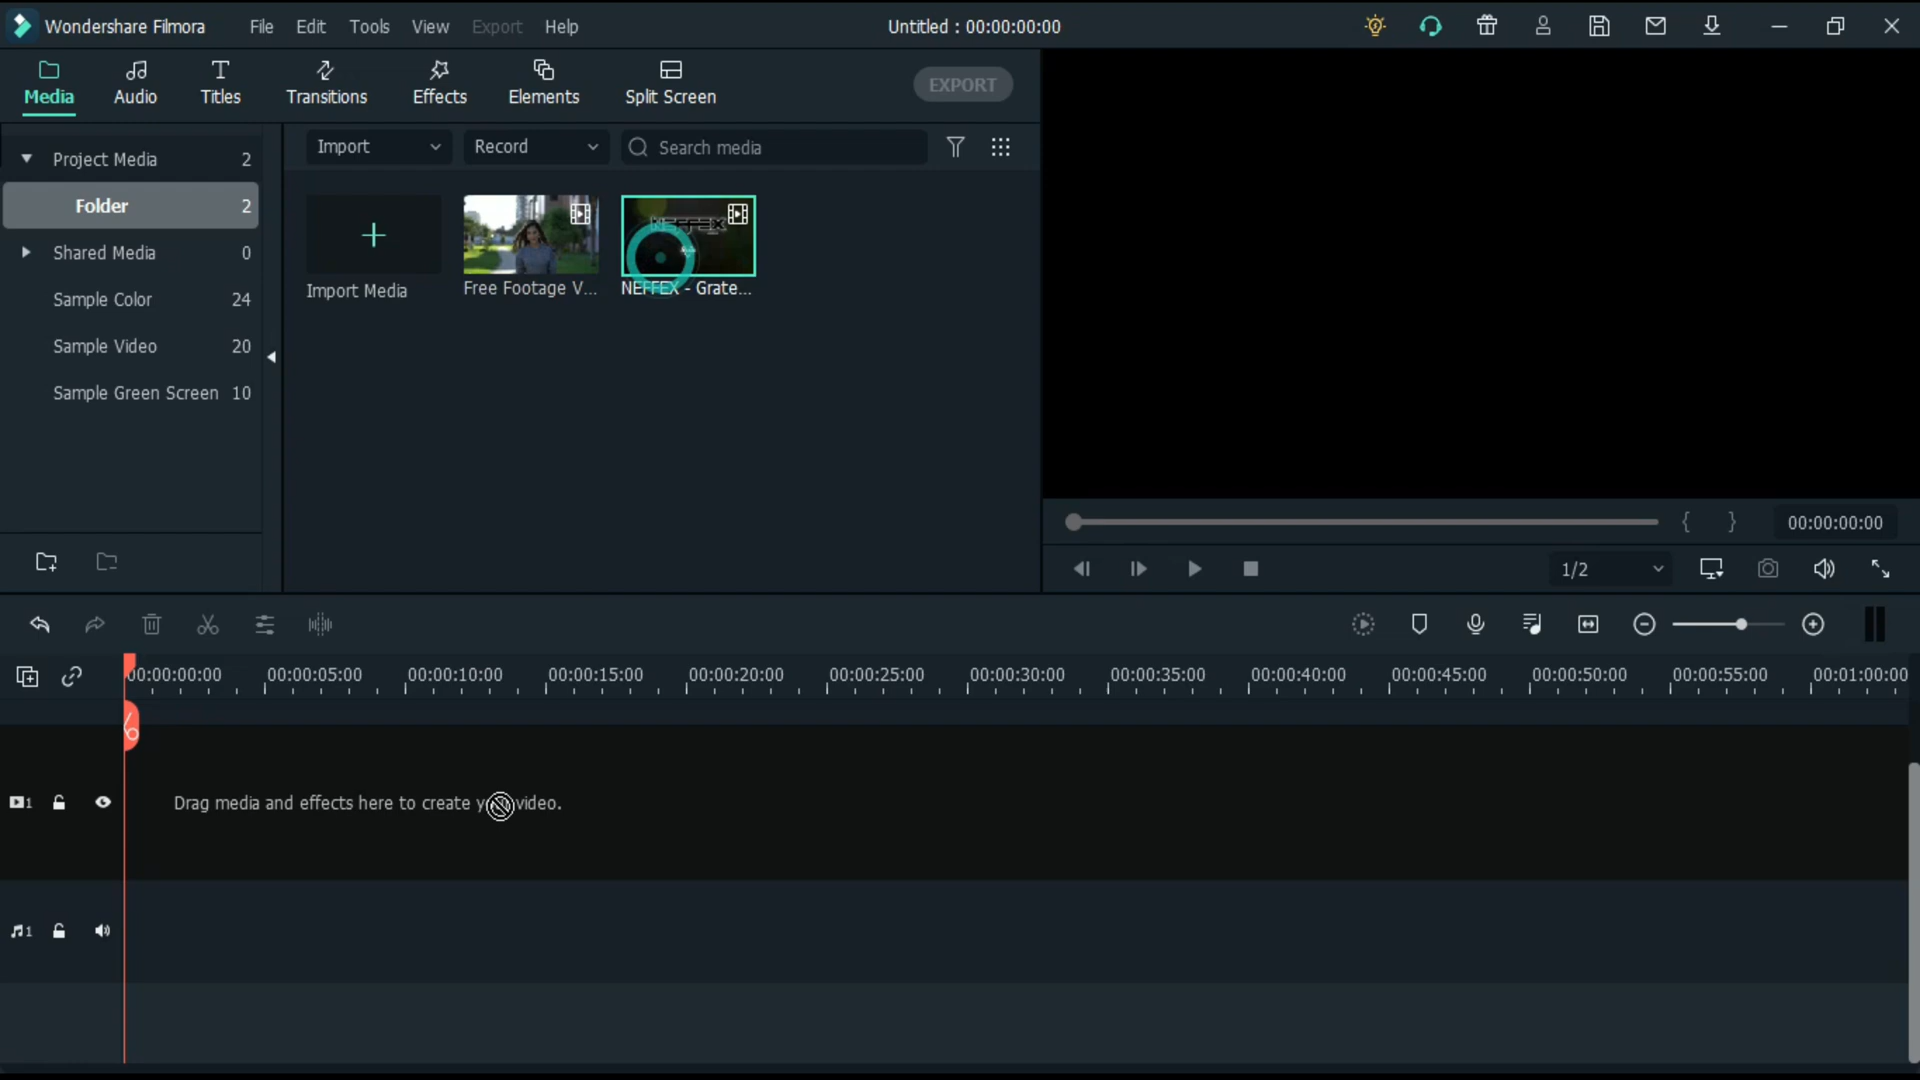 Wondershare Filmora
File
Edit
Tools
View
Export
Help
Untitled : 00:00:00:00
Media
Audio
Titles
Transitions
Effects
Elements
Split Screen
EXPORT
Project Media 2
Folder 2
Shared Media 0
Sample Color 24
Sample Video 20
Sample Green Screen 10
Import
Record
Search media
NEFFEX
Import Media
Free Footage V...
NEFFEX - Grate...
00:00:00:00
1/2
00:00:00:00
00:00:05:00
00:00:10:00
00:00:15:00
00:00:20:00
00:00:25:00
00:00:30:00
00:00:35:00
00:00:40:00
00:00:45:00
00:00:50:00
00:00:55:00
00:01:00:00
1
Drag media and effects here to create video.
1